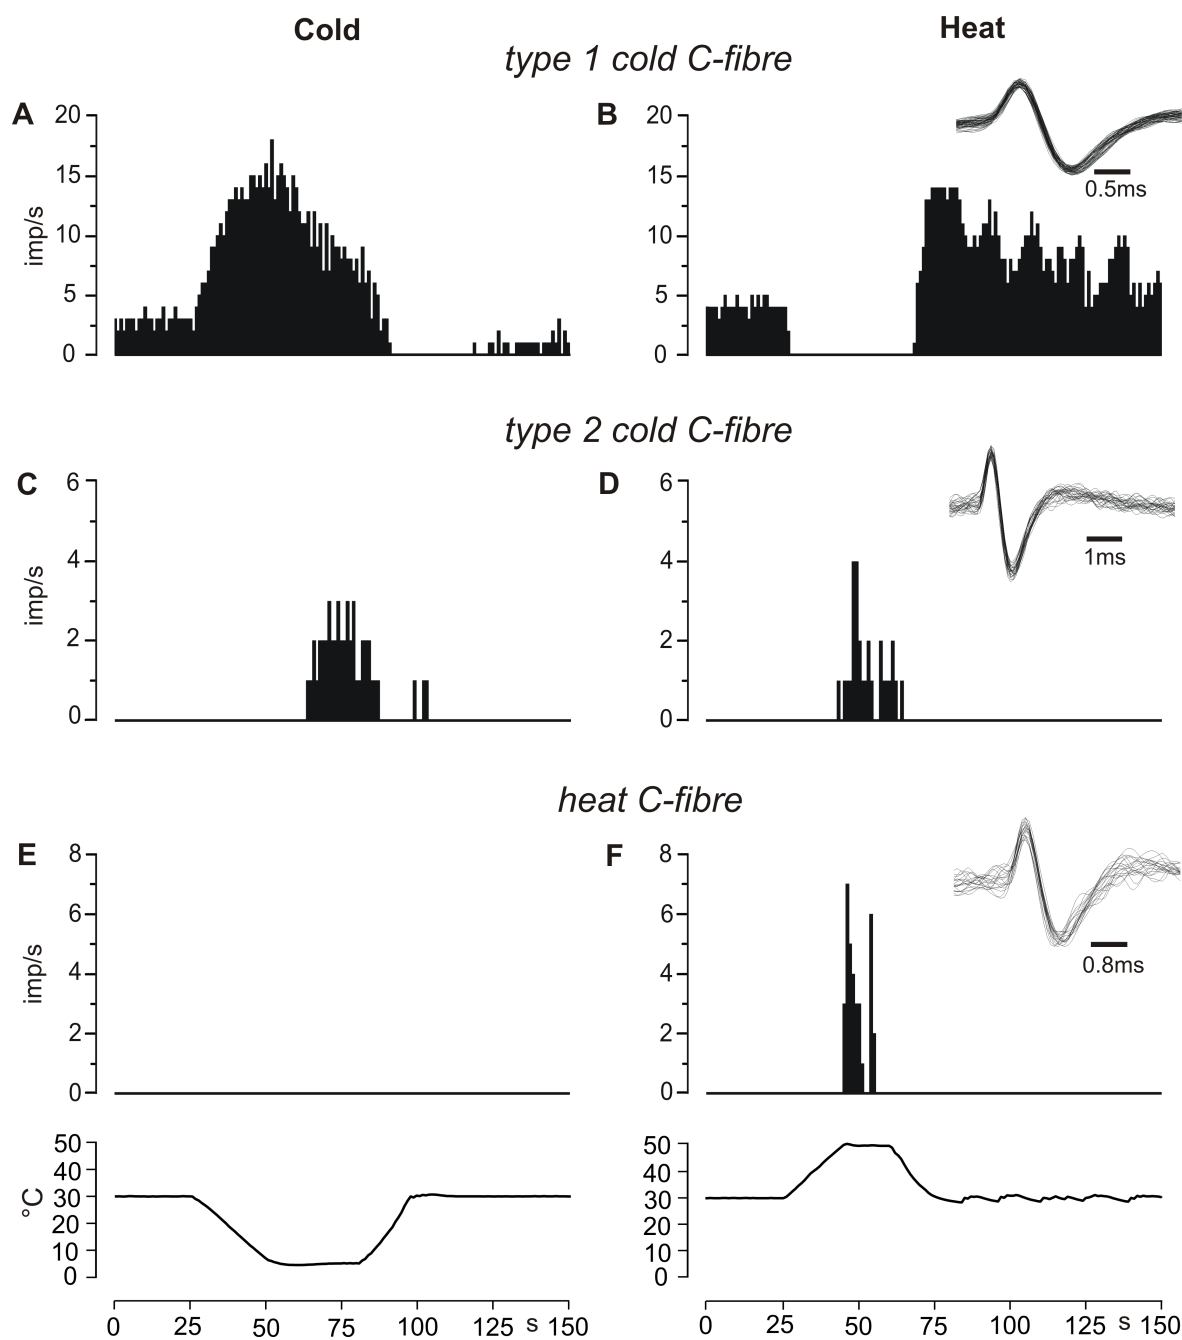 Cold Heat
type 1 cold C-fibre
A B
20 20
15 15
10 10
5 5
0 0
imp/s
0.5ms
type 2 cold C-fibre
C D
6 6
4 4
2 2
0 0
imp/s
1ms
heat C-fibre
E F
8 8
6 6
4 4
2 2
0 0
imp/s
0.8ms
50 50
40 40
30 30
20 20
10 10
0 0
°C
0 25 50 75 100 125 s 150
0 25 50 75 100 125 s 150